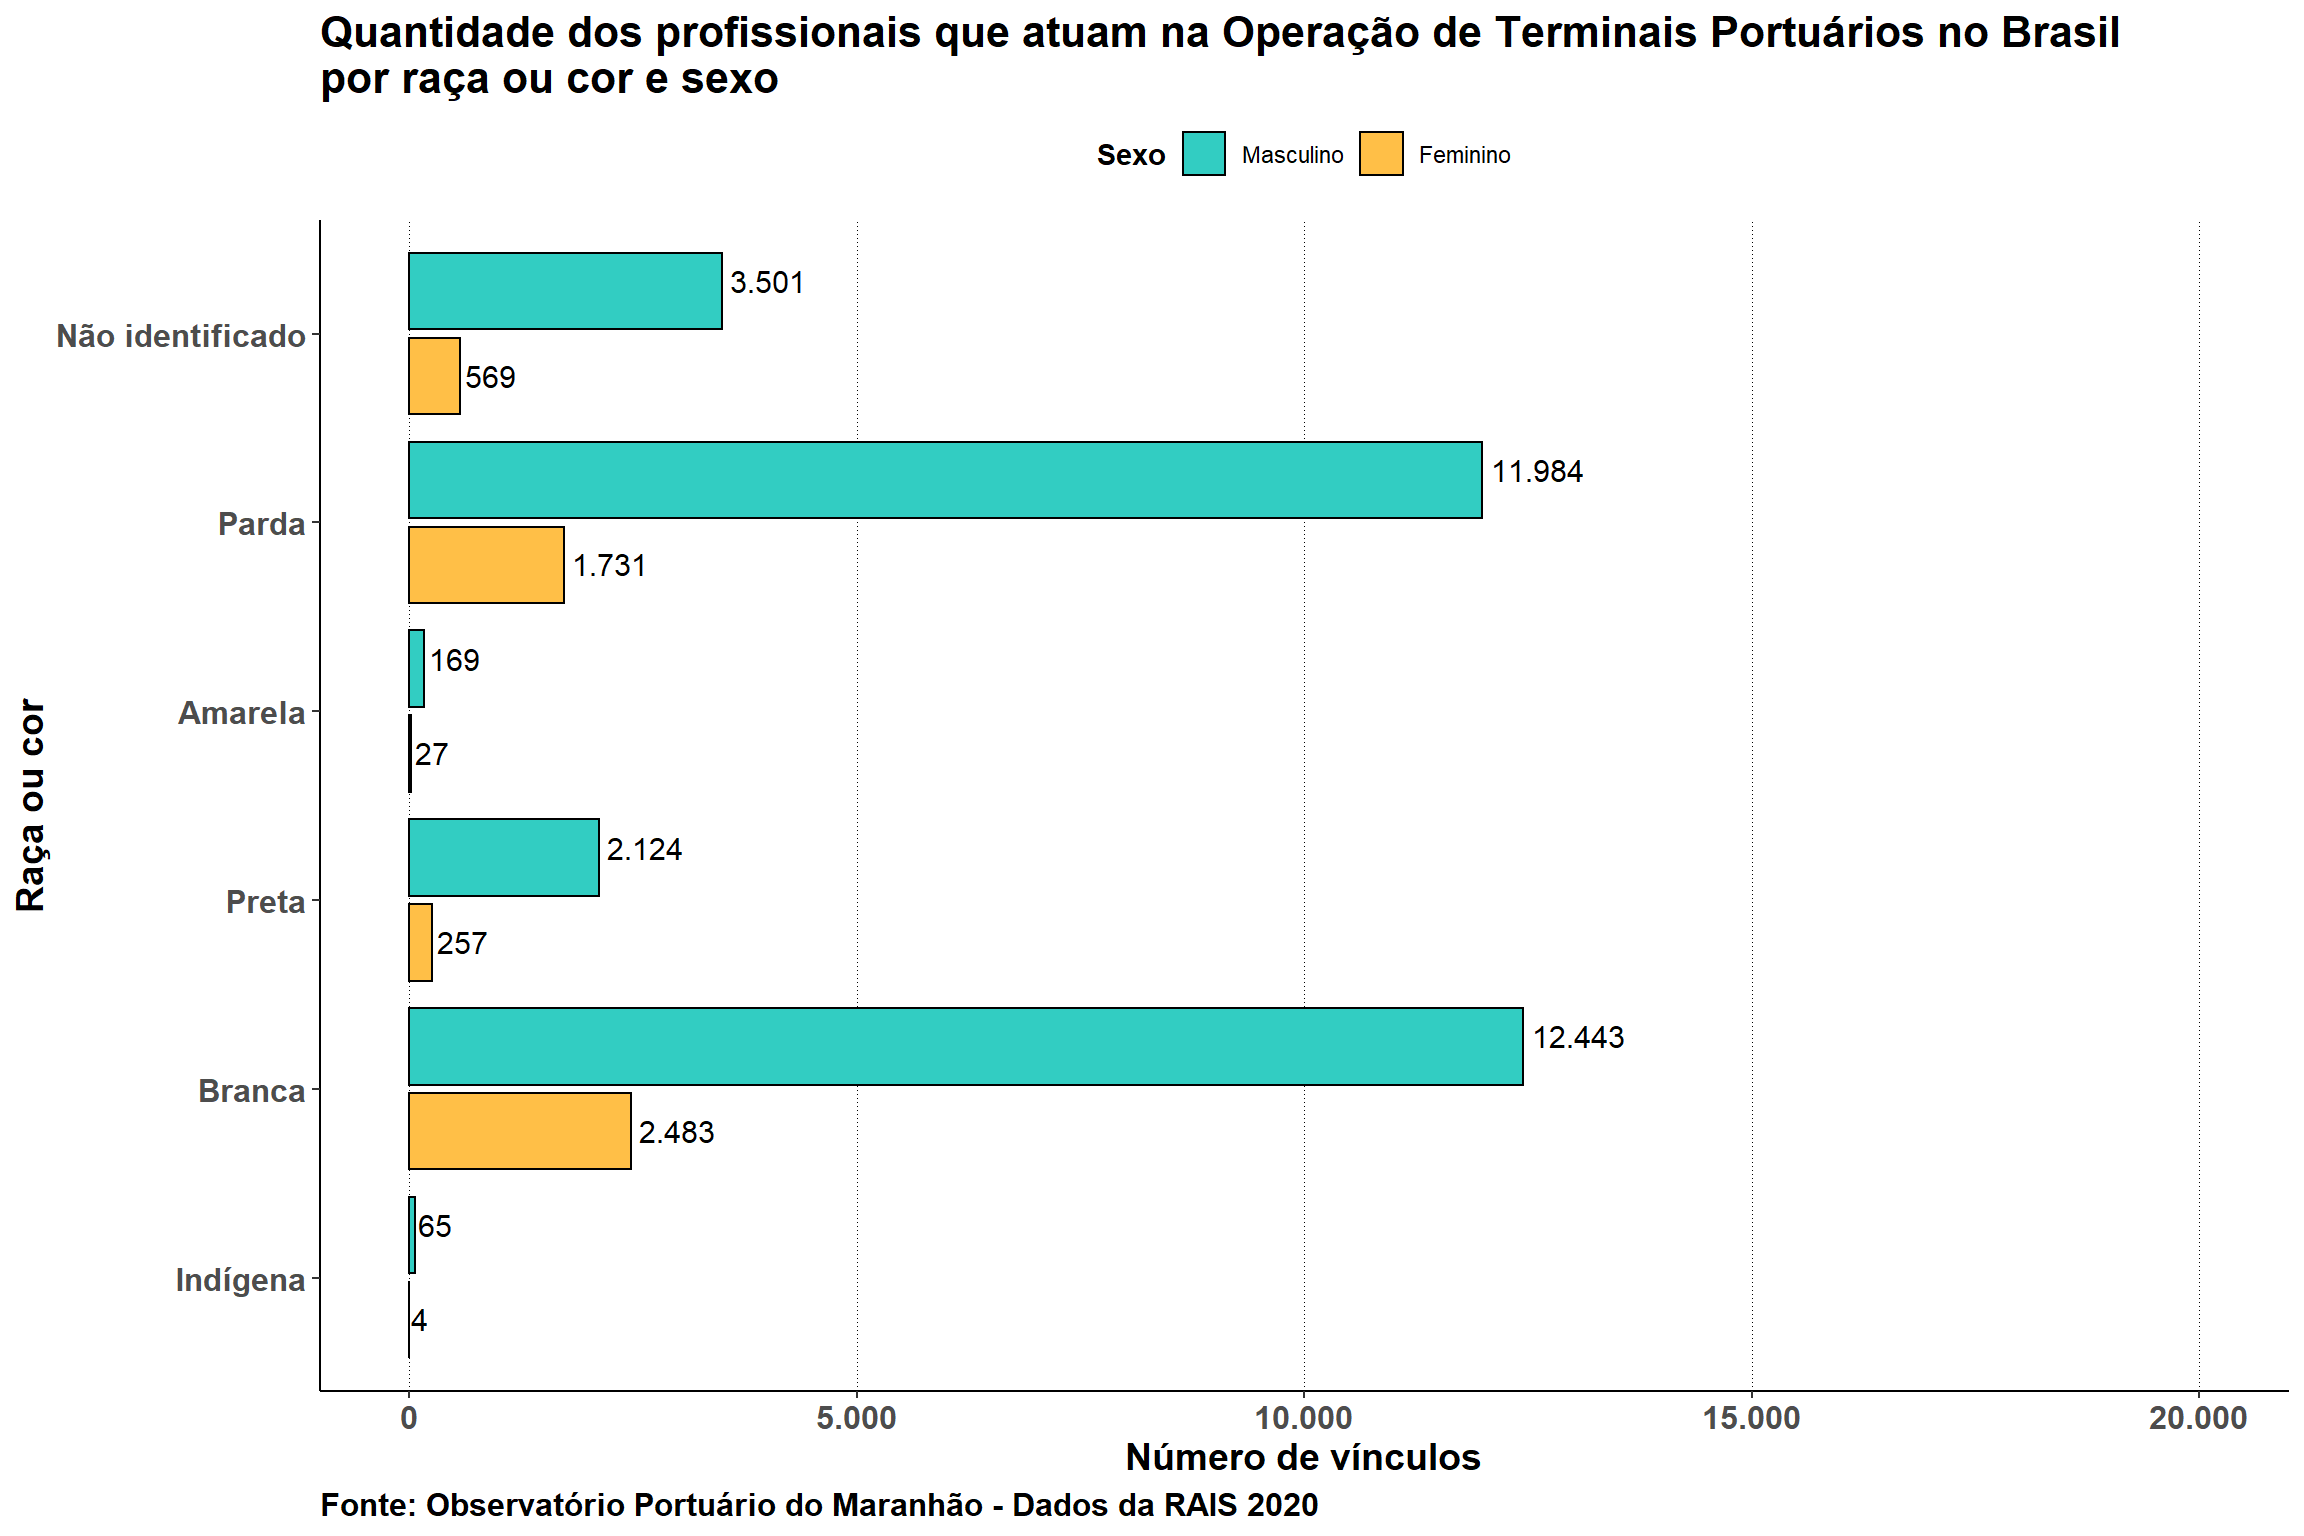 Quantidade dos profissionais que atuam na Operação de Terminais Portuários no Brasil
por raça ou cor e sexo
Sexo Masculino Feminino
Raça ou cor
Não identificado
3.501
569
Parda
11.984
1.731
Amarela
169
27
Preta
2.124
257
Branca
12.443
2.483
Indígena
65
4
0 5.000 10.000 15.000 20.000
Número de vínculos
Fonte: Observatório Portuário do Maranhão - Dados da RAIS 2020